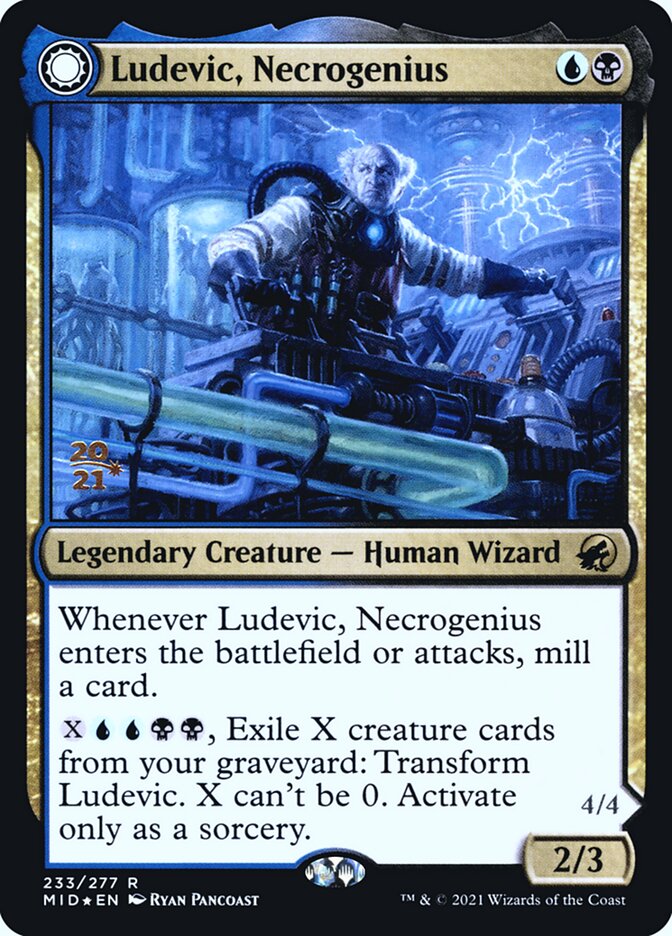 Ludevic, Necrogenius
20
21
Legendary Creature — Human Wizard
Whenever Ludevic, Necrogenius
enters the battlefield or attacks, mill
a card.
X, Exile X creature cards
from your graveyard: Transform
Ludevic. X can't be 0. Activate
only as a sorcery.
4/4
2/3
233/277 R
MID★EN Ryan Pancoast
™ & © 2021 Wizards of the Coast